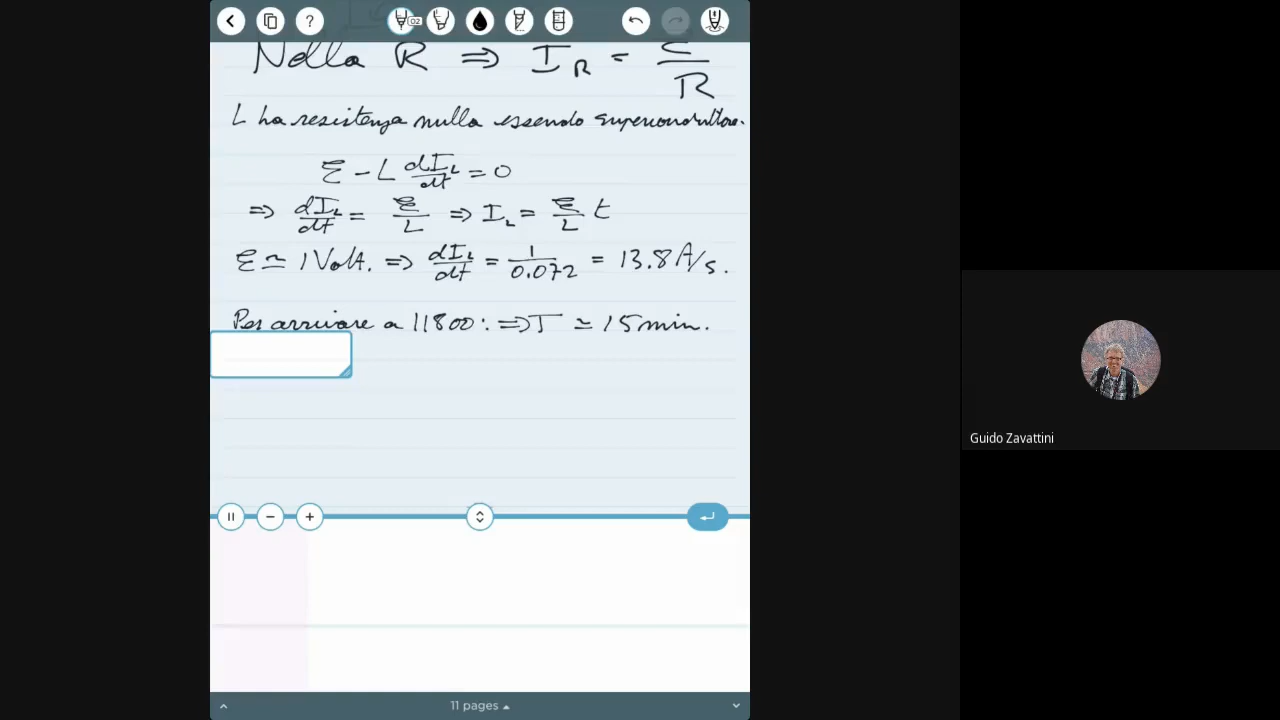 ?
02
Nella R ⇒ I_R = ℰ/R
L ha resistenza nulla essendo superconduttore.
ℰ - L dI_L/dt = 0
⇒ dI_L/dt = ℰ/L ⇒ I_L = ℰ/L t
ℰ ≃ 1 Volt. ⇒ dI_L/dt = 1/0.072 = 13.8 A/s.
Per arrivare a 11800: ⇒ T ≃ 15 min.
Guido Zavattini
11 pages